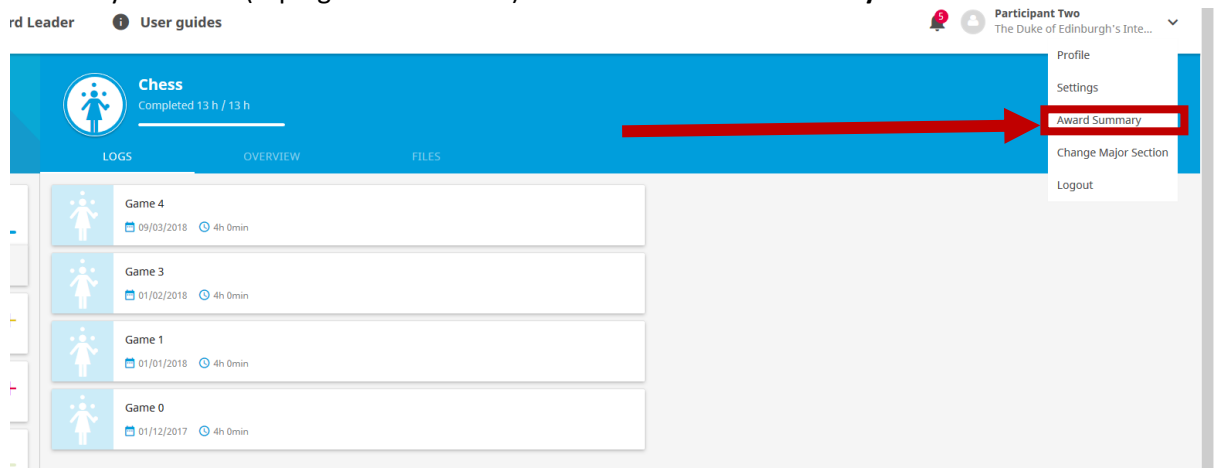 rd Leader
User guides
5
Participant Two
The Duke of Edinburgh's Inte...
Profile
Settings
Award Summary
Change Major Section
Logout
Chess
Completed 13 h / 13 h
LOGS OVERVIEW FILES
Game 4
09/03/2018 4h 0min
Game 3
01/02/2018 4h 0min
Game 1
01/01/2018 4h 0min
Game 0
01/12/2017 4h 0min